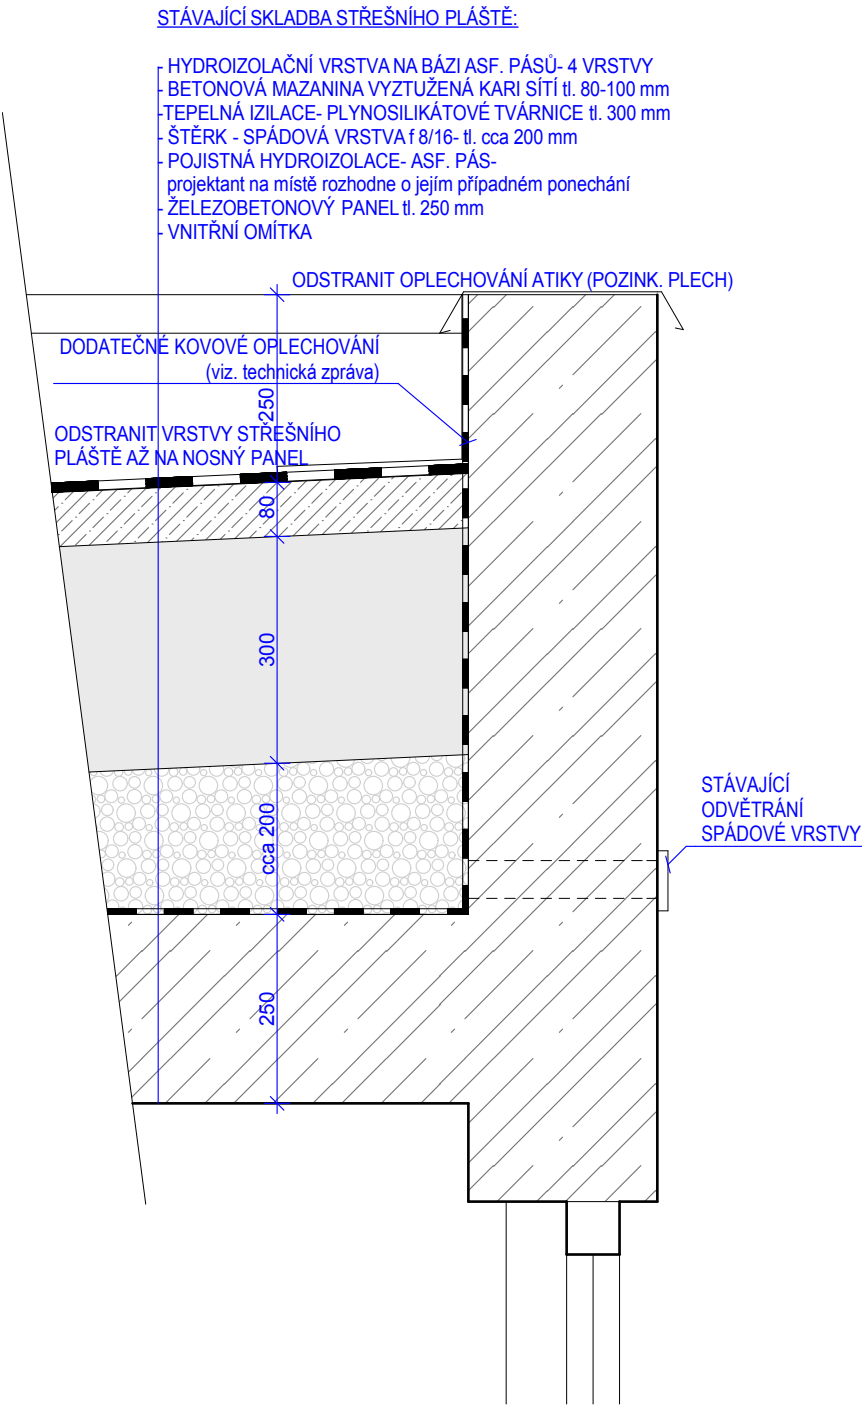 STÁVAJÍCÍ SKLADBA STŘEŠNÍHO PLÁŠTĚ:
- HYDROIZOLAČNÍ VRSTVA NA BÁZI ASF. PÁSŮ- 4 VRSTVY
- BETONOVÁ MAZANINA VYZTUŽENÁ KARI SÍTÍ tl. 80-100 mm
-TEPELNÁ IZILACE- PLYNOSILIKÁTOVÉ TVÁRNICE tl. 300 mm
- ŠTĚRK - SPÁDOVÁ VRSTVA f 8/16- tl. cca 200 mm
- POJISTNÁ HYDROIZOLACE- ASF. PÁS-
projektant na místě rozhodne o jejím případném ponechání
- ŽELEZOBETONOVÝ PANEL tl. 250 mm
- VNITŘNÍ OMÍTKA
ODSTRANIT OPLECHOVÁNÍ ATIKY (POZINK. PLECH)
DODATEČNÉ KOVOVÉ OPLECHOVÁNÍ
(viz. technická zpráva)
250
ODSTRANIT VRSTVY STŘEŠNÍHO
PLÁŠTĚ AŽ NA NOSNÝ PANEL
80
300
cca 200
STÁVAJÍCÍ
ODVĚTRÁNÍ
SPÁDOVÉ VRSTVY
250